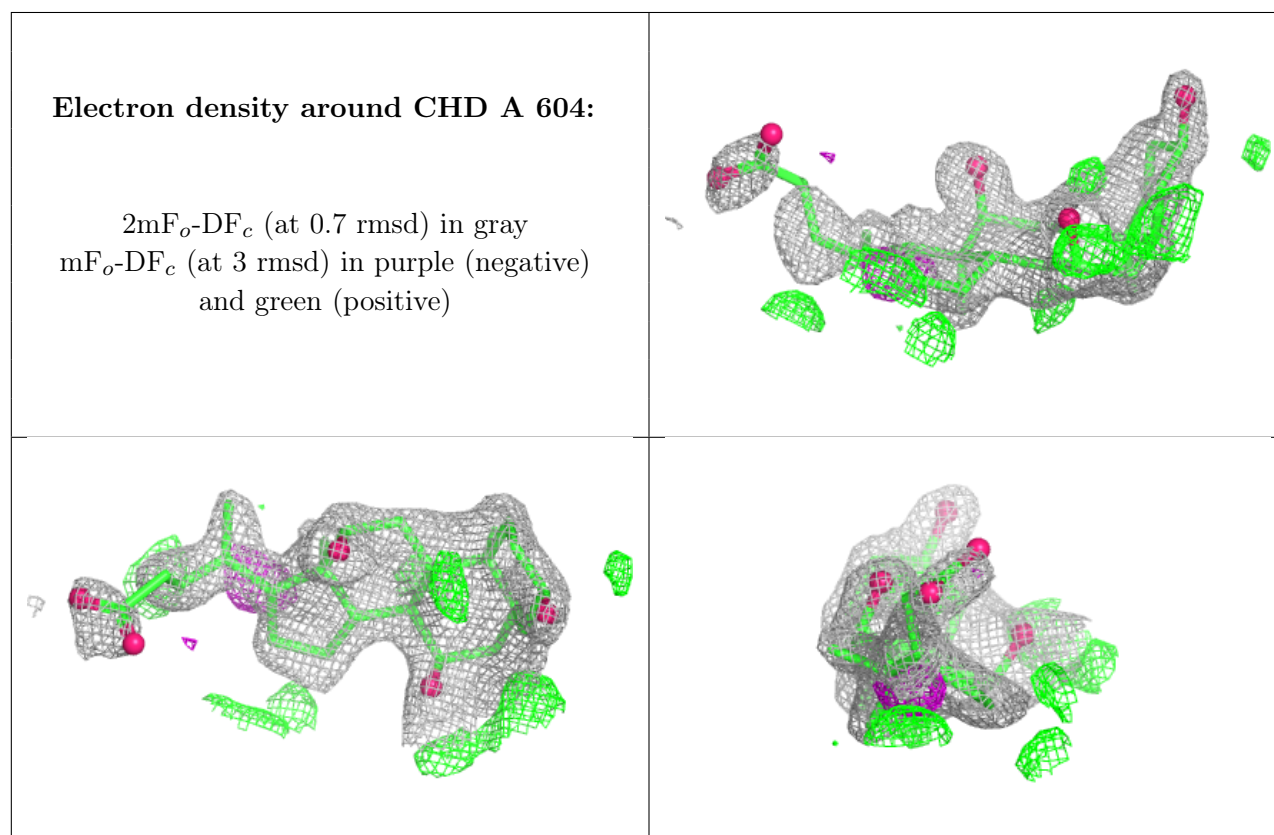 Electron density around CHD A 604:
2mFo-DFc (at 0.7 rmsd) in gray
mFo-DFc (at 3 rmsd) in purple (negative)
and green (positive)